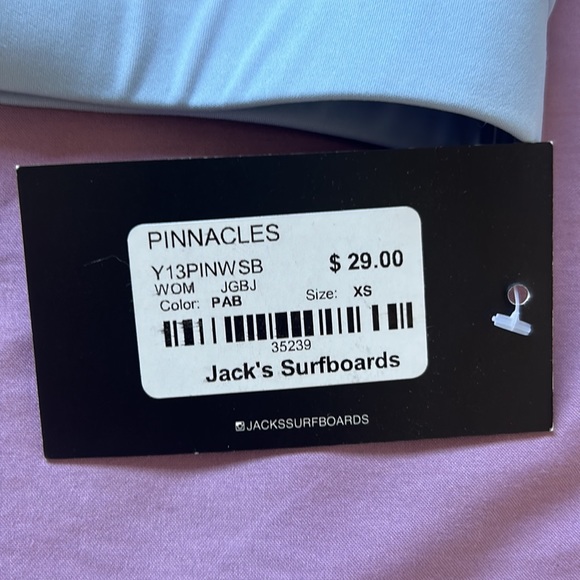 PINNACLES
Y13PINWSB $ 29.00
WOM JGBJ
Color: PAB Size: XS
35239
Jack's Surfboards
JACKSSURFBOARDS